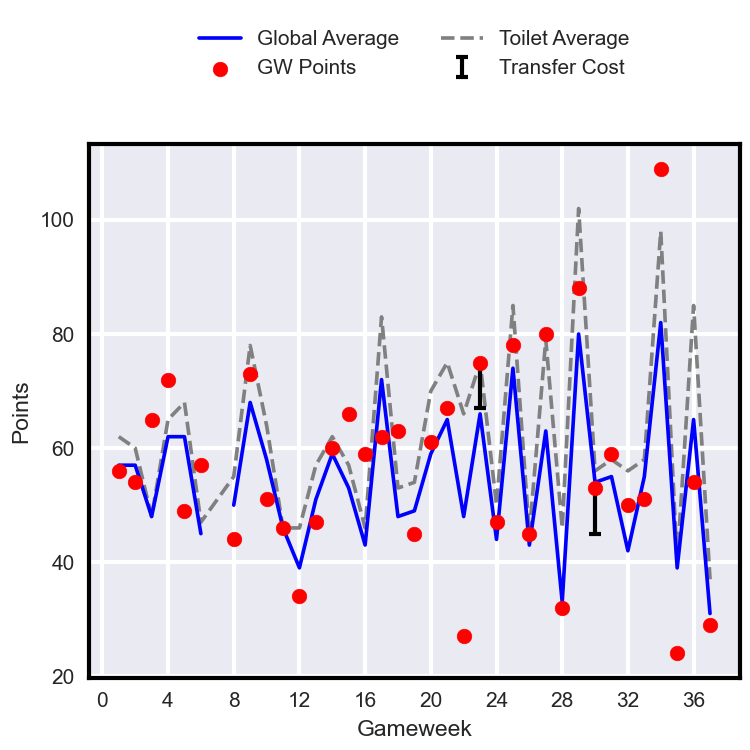 Global Average
Toilet Average
GW Points
Transfer Cost
100
80
60
40
20
Points
0 4 8 12 16 20 24 28 32 36
Gameweek